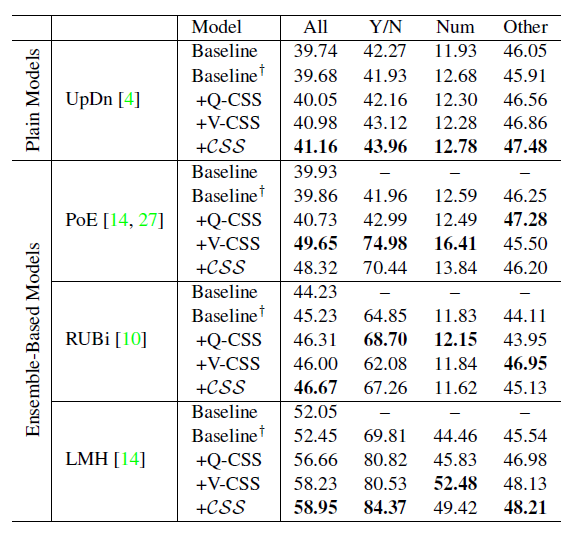 Model All Y/N Num Other
Plain Models
UpDn [4]
Baseline 39.74 42.27 11.93 46.05
Baseline† 39.68 41.93 12.68 45.91
+Q-CSS 40.05 42.16 12.30 46.56
+V-CSS 40.98 43.12 12.28 46.86
+CSS 41.16 43.96 12.78 47.48
Ensemble-Based Models
PoE [14, 27]
Baseline 39.93 – – –
Baseline† 39.86 41.96 12.59 46.25
+Q-CSS 40.73 42.99 12.49 47.28
+V-CSS 49.65 74.98 16.41 45.50
+CSS 48.32 70.44 13.84 46.20
RUBi [10]
Baseline 44.23 – – –
Baseline† 45.23 64.85 11.83 44.11
+Q-CSS 46.31 68.70 12.15 43.95
+V-CSS 46.00 62.08 11.84 46.95
+CSS 46.67 67.26 11.62 45.13
LMH [14]
Baseline 52.05 – – –
Baseline† 52.45 69.81 44.46 45.54
+Q-CSS 56.66 80.82 45.83 46.98
+V-CSS 58.23 80.53 52.48 48.13
+CSS 58.95 84.37 49.42 48.21